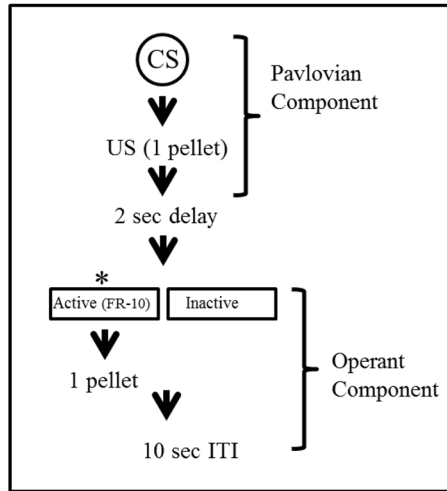 CS
Pavlovian
Component
US (1 pellet)
2 sec delay
*
Active (FR-10)
Inactive
1 pellet
Operant
Component
10 sec ITI